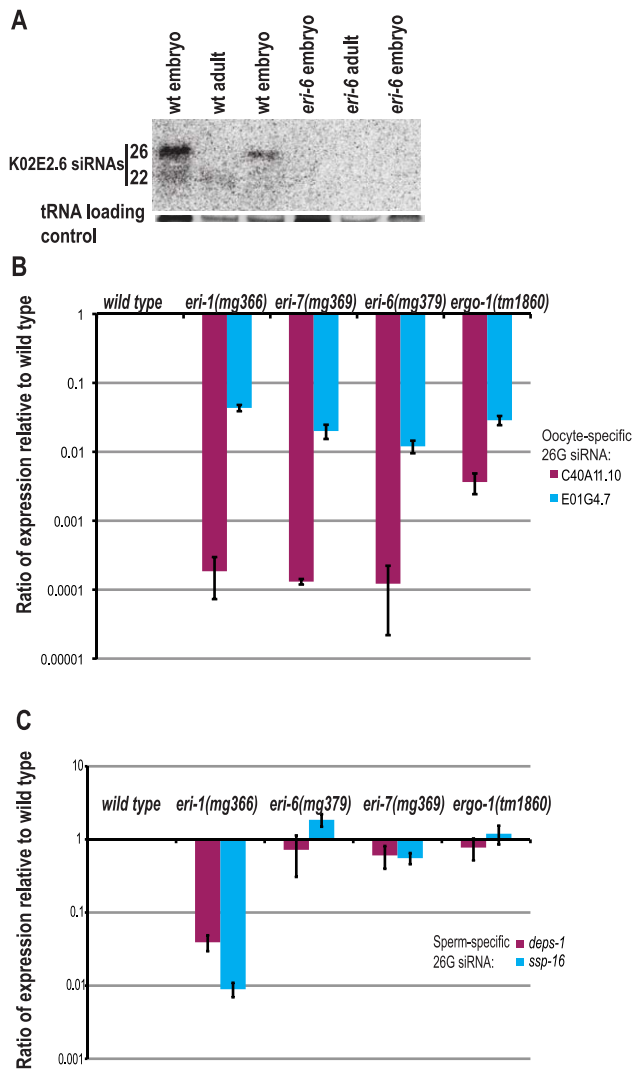 A
wt embryo
wt adult
wt embryo
eri-6 embryo
eri-6 adult
eri-6 embryo
K02E2.6 siRNAs
26
22
tRNA loading
control
B
wild type eri-1(mg366) eri-7(mg369) eri-6(mg379) ergo-1(tm1860)
Ratio of expression relative to wild type
1
0.1
0.01
0.001
0.0001
0.00001
Oocyte-specific
26G siRNA:
C40A11.10
E01G4.7
C
Ratio of expression relative to wild type
10
1
0.1
0.01
0.001
wild type eri-1(mg366) eri-6(mg379) eri-7(mg369) ergo-1(tm1860)
Sperm-specific deps-1
26G siRNA: ssp-16